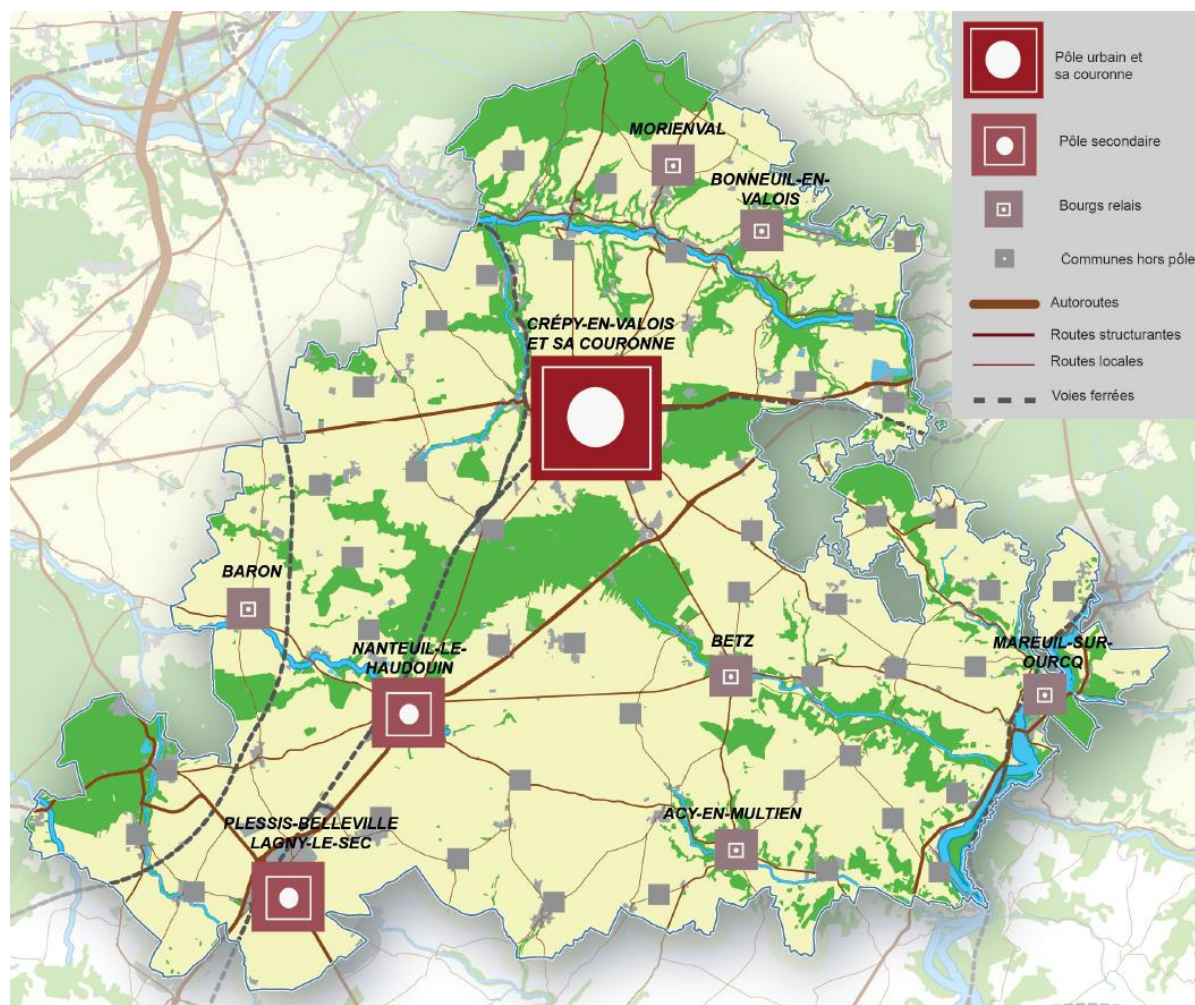 Pôle urbain et
sa couronne
Pôle secondaire
Bourgs relais
Communes hors pôle
Autoroutes
Routes structurantes
Routes locales
Voies ferrées
MORIENVAL
BONNEUIL-EN-
VALOIS
CRÉPY-EN-VALOIS
ET SA COURONNE
BARON
NANTEUIL-LE-
HAUDOUIN
BETZ
MAREUIL-SUR-
OURCQ
PLESSIS-BELLEVILLE
LAGNY-LE-SEC
ACY-EN-MULTIEN